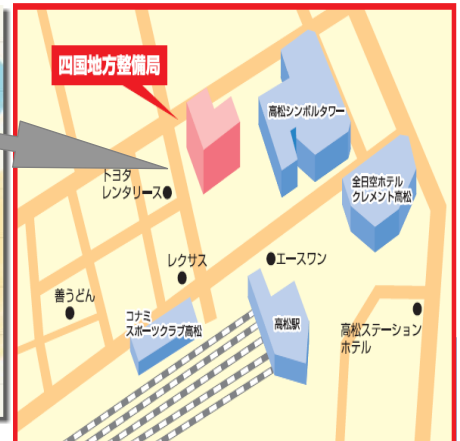 四国地方整備局
高松シンボルタワー
トヨタ
レンタリース
全日空ホテル
クレメント高松
レクサス
エースワン
善うどん
コナミ
スポーツクラブ高松
高松駅
高松ステーション
ホテル